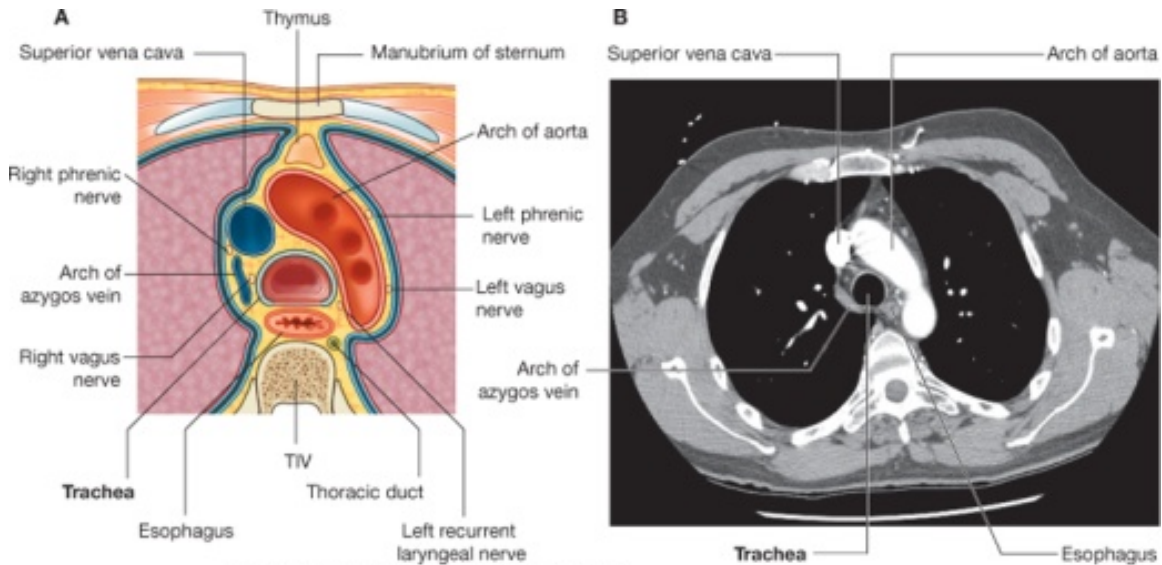 A
Thymus
Superior vena cava
Manubrium of sternum
Arch of aorta
Right phrenic
nerve
Left phrenic
nerve
Arch of
azygos vein
Left vagus
nerve
Right vagus
nerve
TIV
Trachea
Thoracic duct
Esophagus
Left recurrent
laryngeal nerve
B
Superior vena cava
Arch of aorta
Arch of
azygos vein
Trachea
Esophagus